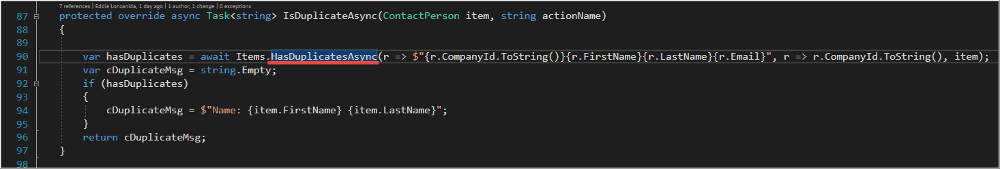 7 references | Eddie Lonzanida, 1 day ago | 1 author, 1 change | 0 exceptions
87 protected override async Task<string> IsDuplicateAsync(ContactPerson item, string actionName)
88 {
89
90 var hasDuplicates = await Items.HasDuplicatesAsync(r => $"{r.CompanyId.ToString()}{r.FirstName}{r.LastName}{r.Email}", r => r.CompanyId.ToString(), item);
91 var cDuplicateMsg = string.Empty;
92 if (hasDuplicates)
93 {
94 cDuplicateMsg = $"Name: {item.FirstName} {item.LastName}";
95 }
96 return cDuplicateMsg;
97 }
98